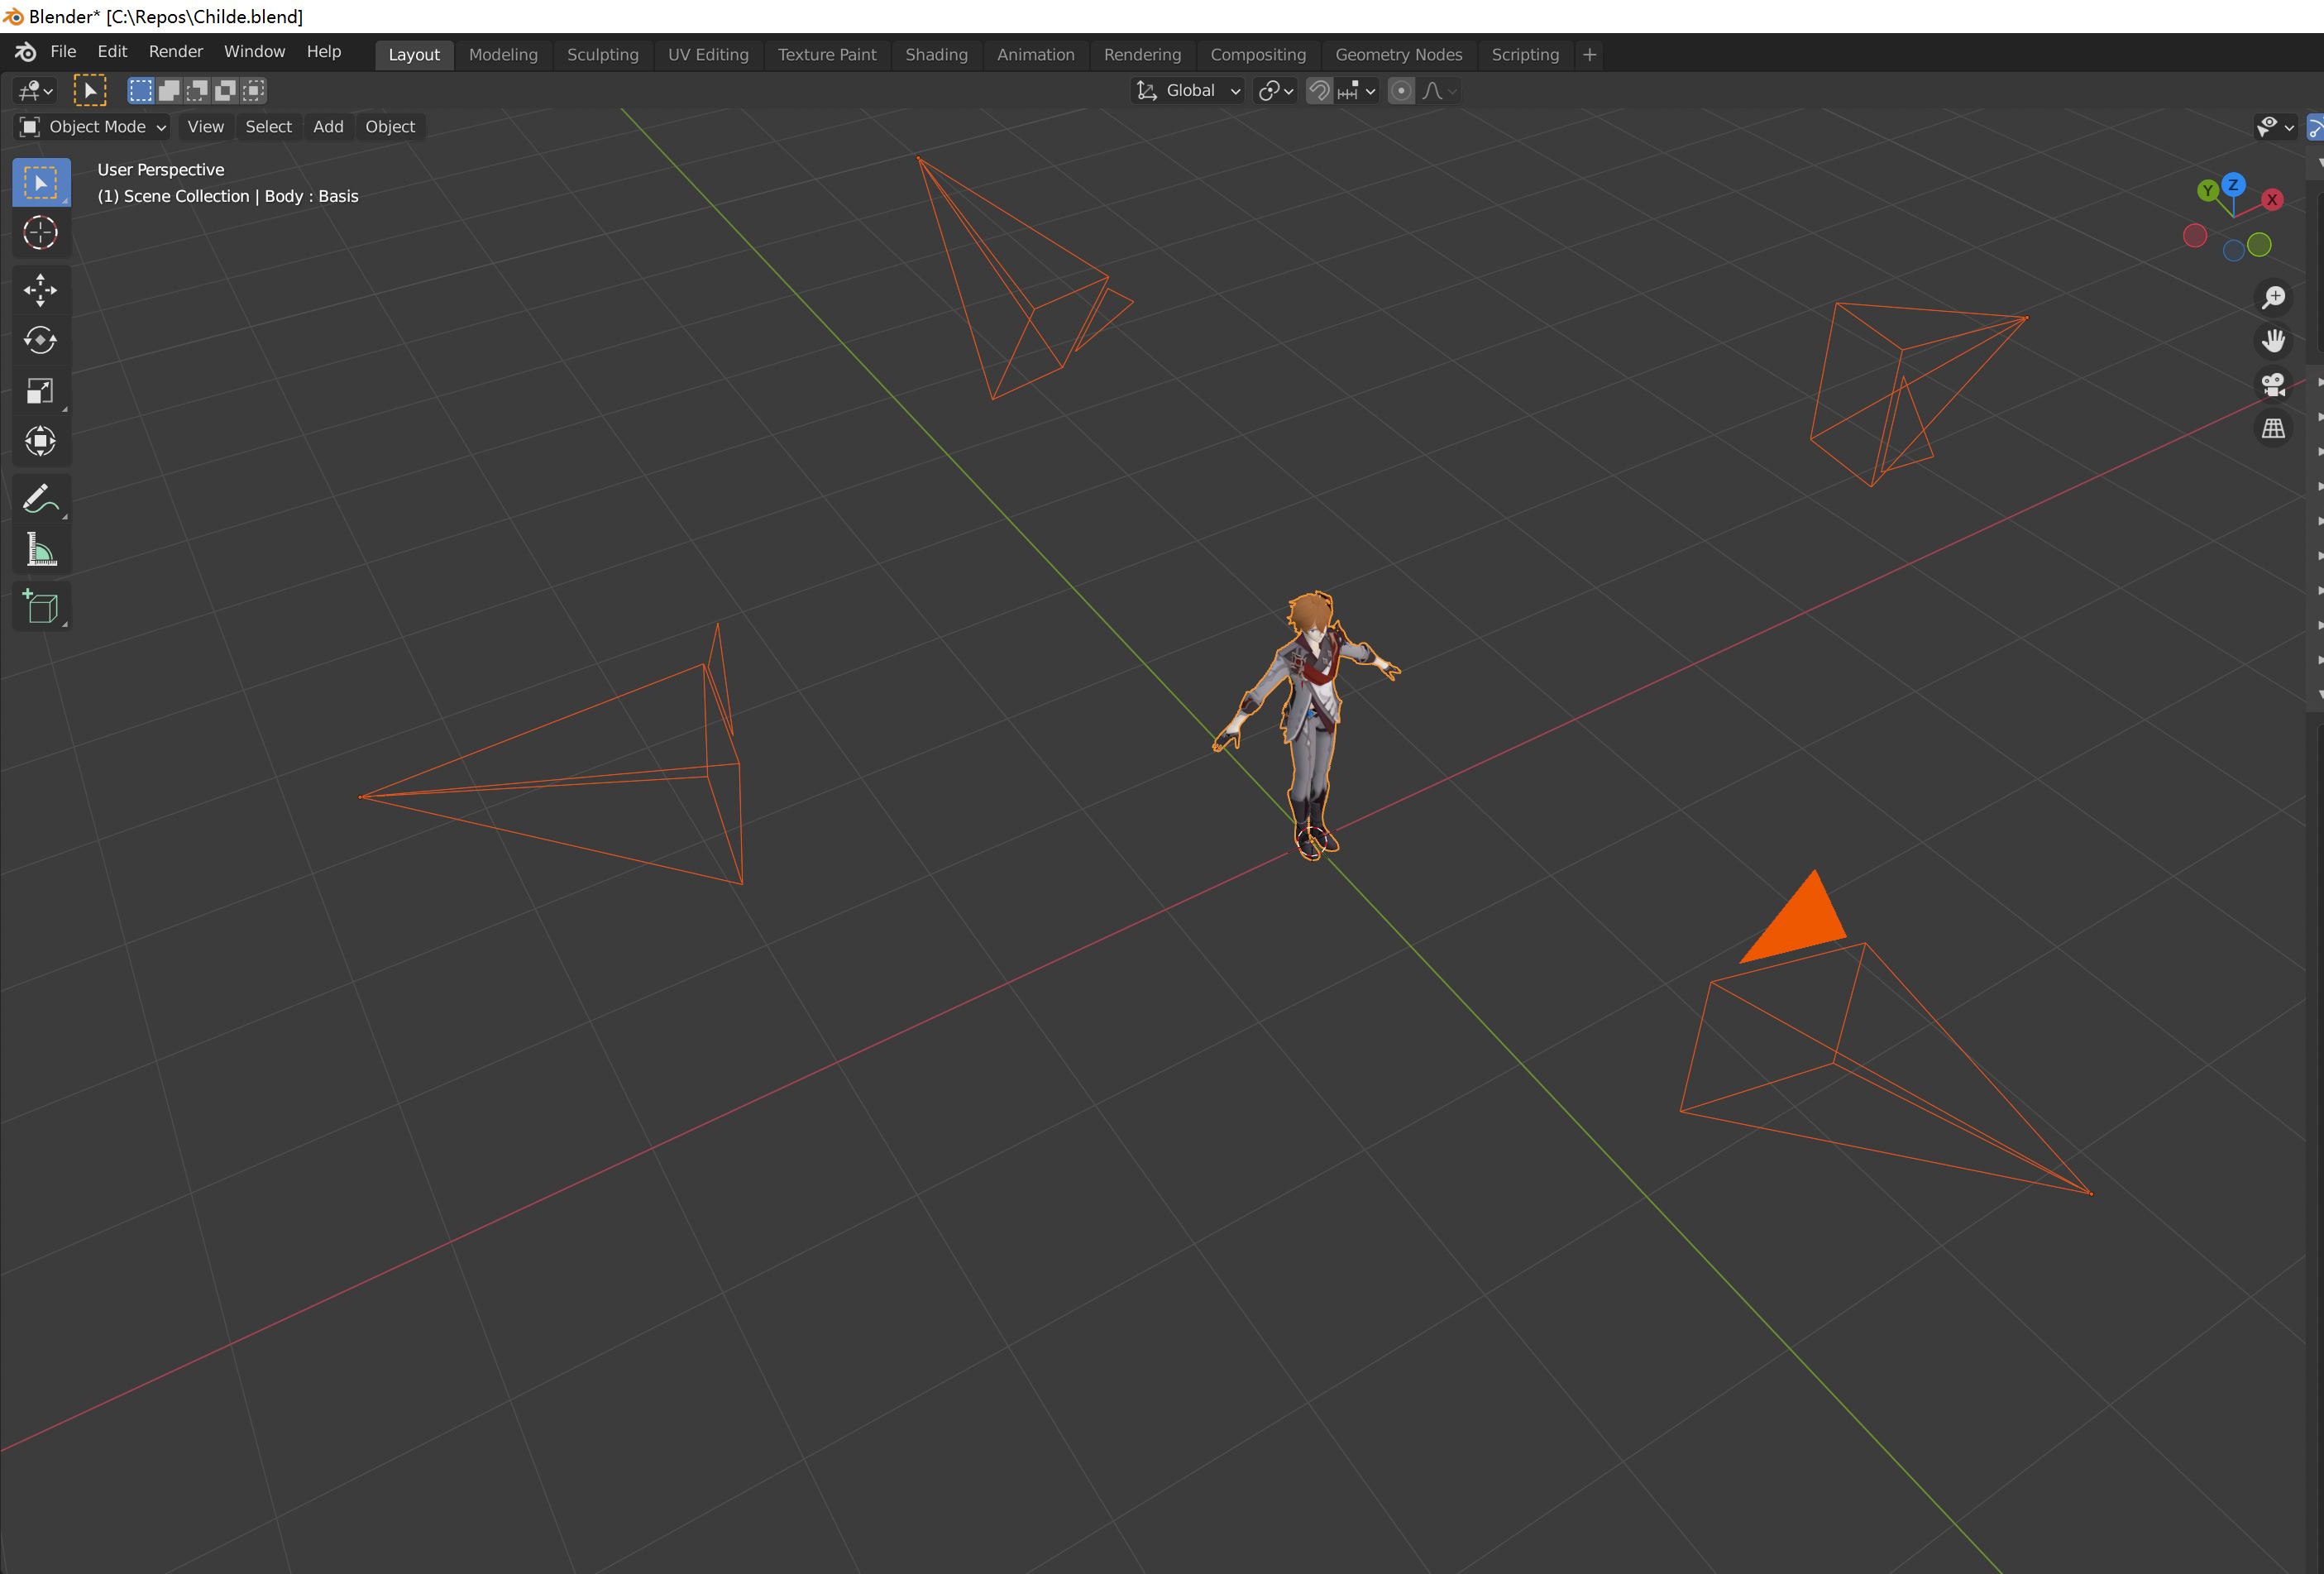 Blender* [C:\Repos\Childe.blend]
File Edit Render Window Help Layout Modeling Sculpting UV Editing Texture Paint Shading Animation Rendering Compositing Geometry Nodes Scripting +
Global
Object Mode View Select Add Object
User Perspective
(1) Scene Collection | Body : Basis
Y Z X